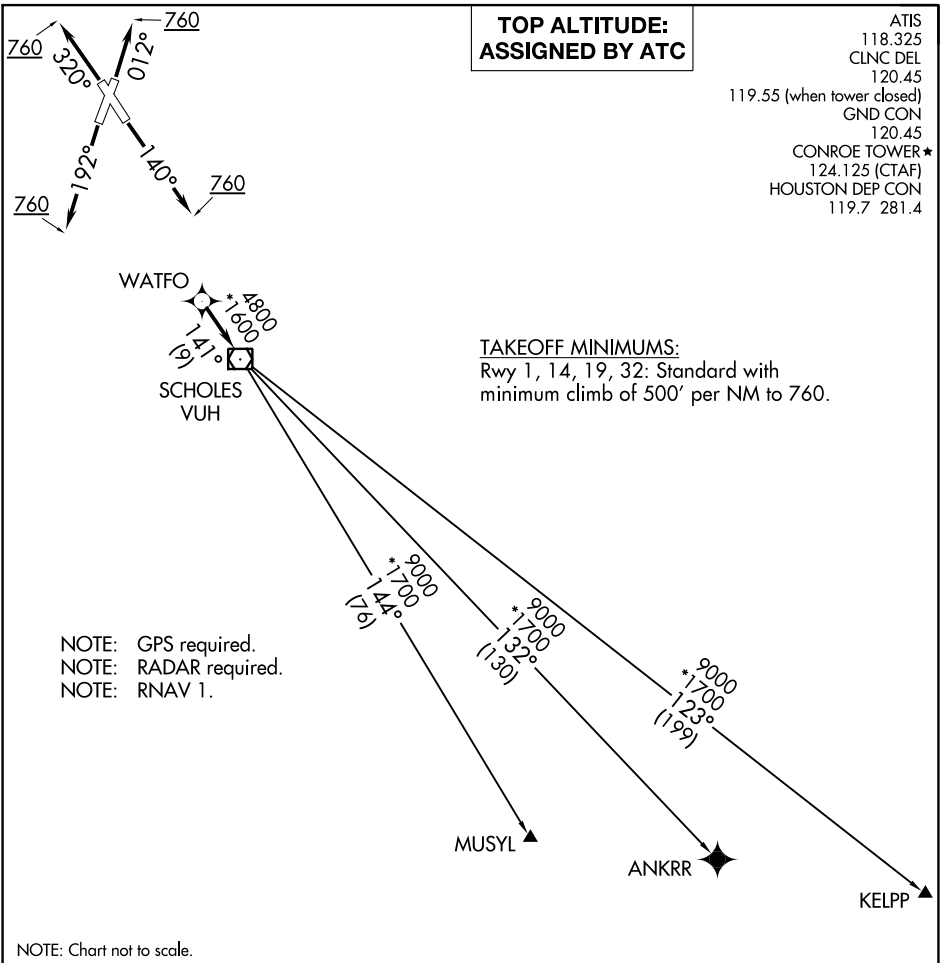 TOP ALTITUDE:
ASSIGNED BY ATC
ATIS
118.325
CLNC DEL
120.45
119.55 (when tower closed)
GND CON
120.45
CONROE TOWER★
124.125 (CTAF)
HOUSTON DEP CON
119.7 281.4
760
760
320°
012°
192°
140°
760
760
WATFO
4800
*1600
141°
(9)
SCHOLES
VUH
TAKEOFF MINIMUMS:
Rwy 1, 14, 19, 32: Standard with
minimum climb of 500' per NM to 760.
9000
*1700
144°
(76)
9000
*1700
132°
(130)
9000
*1700
123°
(199)
NOTE: GPS required.
NOTE: RADAR required.
NOTE: RNAV 1.
MUSYL
ANKRR
KELPP
NOTE: Chart not to scale.